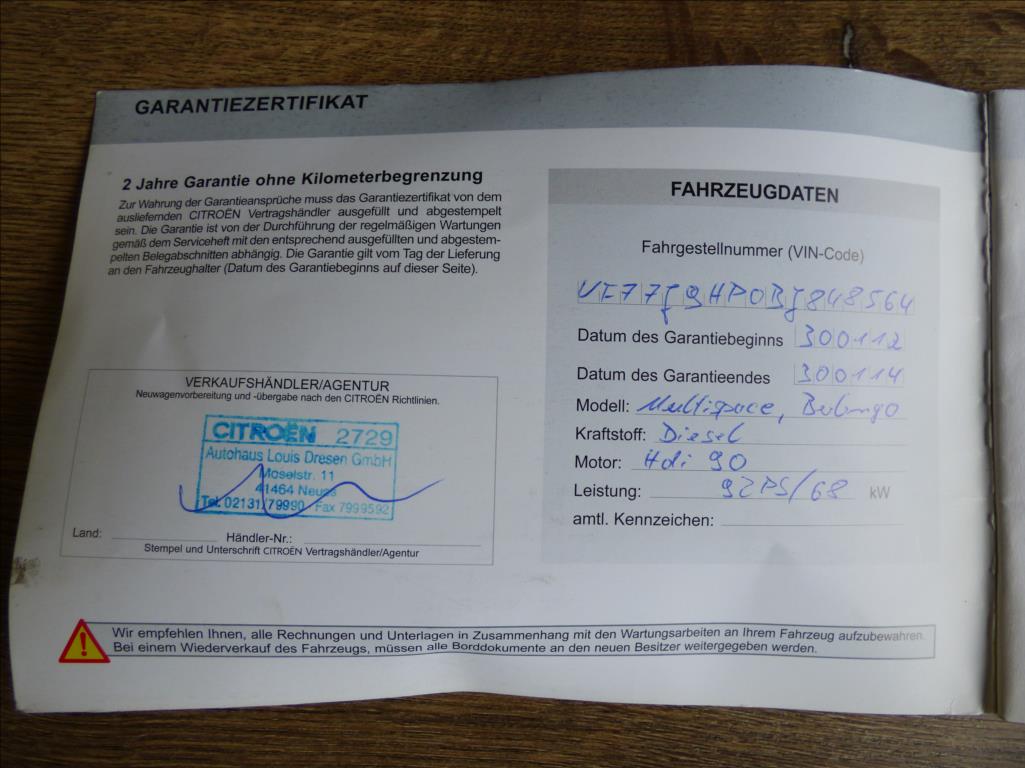 GARANTIEZERTIFIKAT
2 Jahre Garantie ohne Kilometerbegrenzung
Zur Wahrung der Garantieansprüche muss das Garantiezertifikat von dem
ausliefernden CITROËN Vertragshändler ausgefüllt und abgestempelt
sein. Die Garantie ist von der Durchführung der regelmäßigen Wartungen
gemäß dem Serviceheft mit den entsprechend ausgefüllten und abgestem-
pelten Belegabschnitten abhängig. Die Garantie gilt vom Tag der Lieferung
an den Fahrzeughalter (Datum des Garantiebeginns auf dieser Seite).
VERKAUFSHÄNDLER/AGENTUR
Neuwagenvorbereitung und -übergabe nach den CITROËN Richtlinien.
CITROËN 2729
Autohaus Louis Dresen GmbH
Moselstr. 11
41464 Neuss
Tel. 02131/79990 Fax 7999592
Land: Händler-Nr.:
Stempel und Unterschrift CITROËN Vertragshändler/Agentur
FAHRZEUGDATEN
Fahrgestellnummer (VIN-Code)
VF77J9HP0BJ848564
Datum des Garantiebeginns 300112
Datum des Garantieendes 300114
Modell: Multispace, Berlingo
Kraftstoff: Diesel
Motor: Hdi 90
Leistung: 92PS/68 kW
amtl. Kennzeichen:
Wir empfehlen Ihnen, alle Rechnungen und Unterlagen in Zusammenhang mit den Wartungsarbeiten an Ihrem Fahrzeug aufzubewahren.
Bei einem Wiederverkauf des Fahrzeugs, müssen alle Borddokumente an den neuen Besitzer weitergegeben werden.